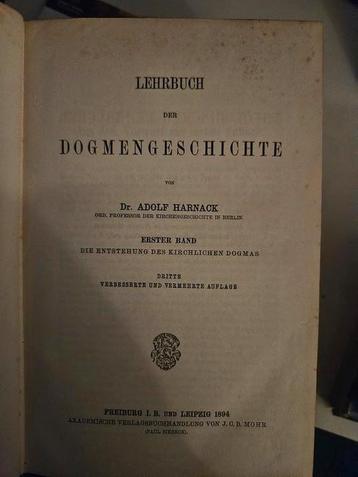 LEHRBUCH
DER
DOGMENGESCHICHTE
VON
Dr. ADOLF HARNACK
ORD. PROFESSOR DER KIRCHENGESCHICHTE IN BERLIN
ERSTER BAND
DIE ENTSTEHUNG DES KIRCHLICHEN DOGMAS
DRITTE
VERBESSERTE UND VERMEHRTE AUFLAGE
FREIBURG I. B. UND LEIPZIG 1894
AKADEMISCHE VERLAGSBUCHHANDLUNG VON J. C. B. MOHR
(PAUL SIEBECK)